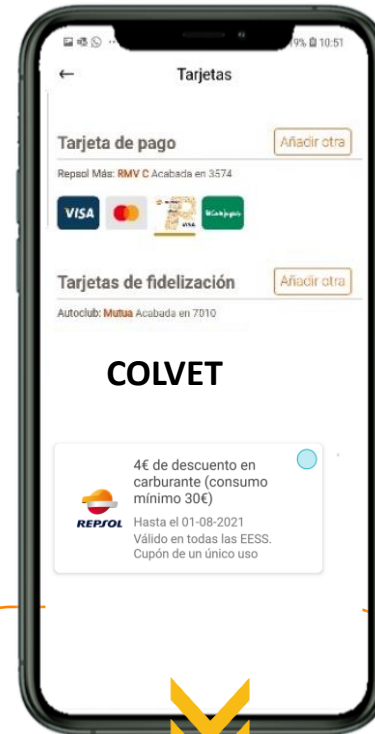 9% 10:51
← Tarjetas
Tarjeta de pago Añadir otra
Repsol Más: RMV C Acabada en 3574
VISA VISA
Tarjetas de fidelización Añadir otra
Autoclub: Mutua Acabada en 7010
COLVET
4€ de descuento en
carburante (consumo
mínimo 30€)
REPSOL
Hasta el 01-08-2021
Válido en todas las EESS.
Cupón de un único uso